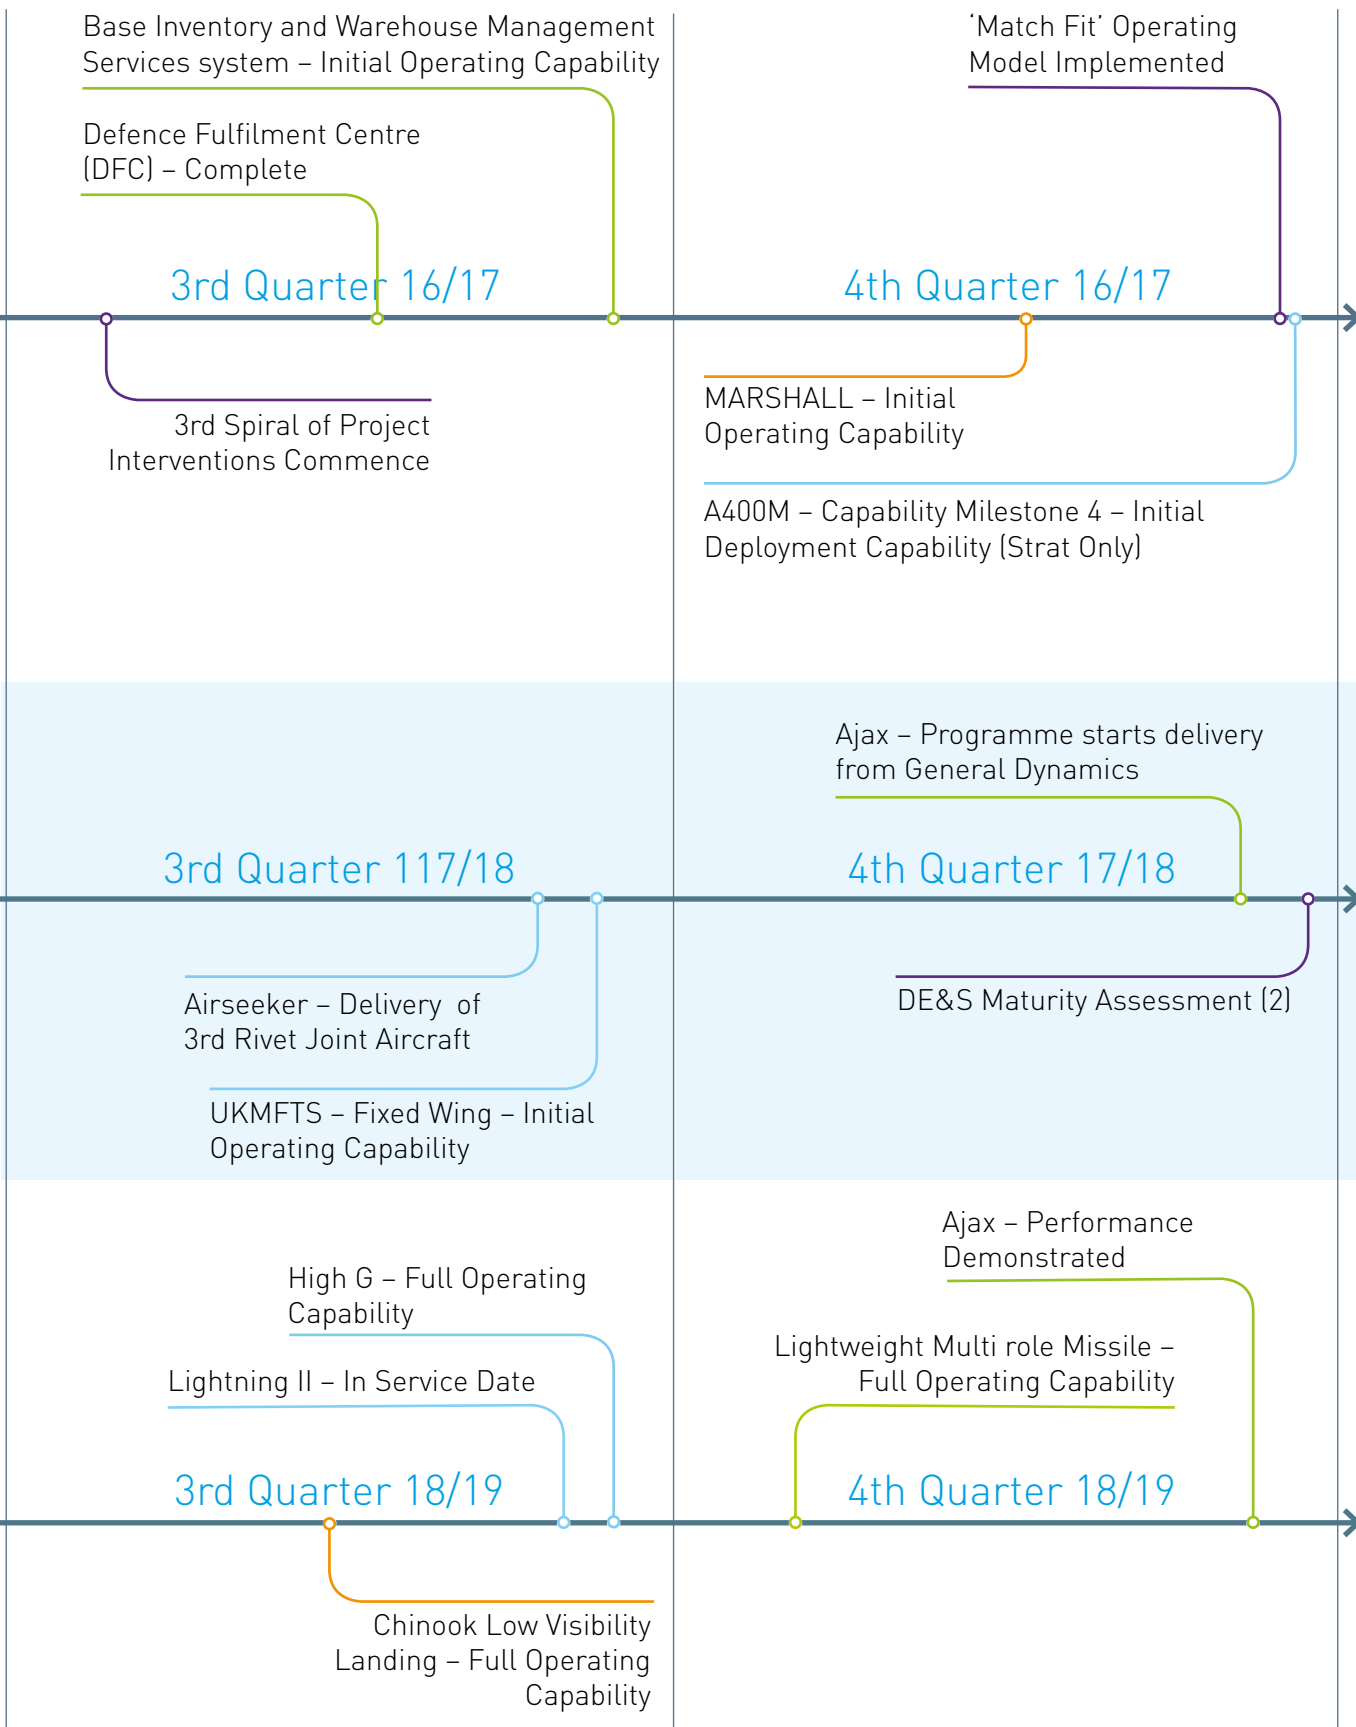 Base Inventory and Warehouse Management
Services system – Initial Operating Capability
Defence Fulfilment Centre
(DFC) – Complete
3rd Quarter 16/17
3rd Spiral of Project
Interventions Commence
‘Match Fit’ Operating
Model Implemented
4th Quarter 16/17
MARSHALL – Initial
Operating Capability
A400M – Capability Milestone 4 – Initial
Deployment Capability (Strat Only)
3rd Quarter 117/18
Airseeker – Delivery of
3rd Rivet Joint Aircraft
UKMFTS – Fixed Wing – Initial
Operating Capability
Ajax – Programme starts delivery
from General Dynamics
4th Quarter 17/18
DE&S Maturity Assessment (2)
High G – Full Operating
Capability
Lightning II – In Service Date
3rd Quarter 18/19
Chinook Low Visibility
Landing – Full Operating
Capability
Ajax – Performance
Demonstrated
Lightweight Multi role Missile –
Full Operating Capability
4th Quarter 18/19